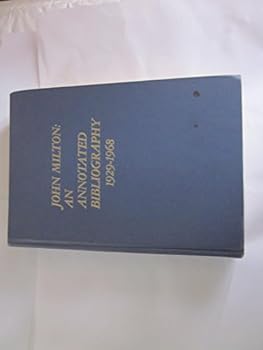 JOHN MILTON:
AN
ANNOTATED
BIBLIOGRAPHY
1929-1968